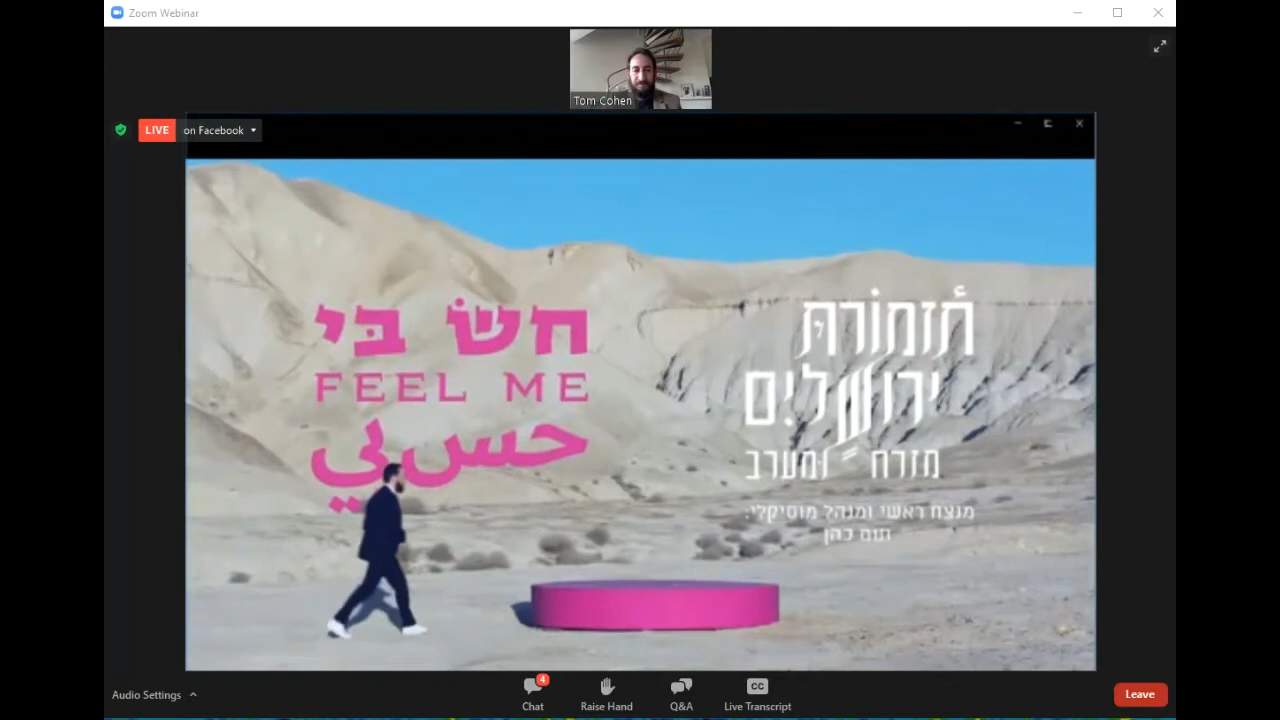 Zoom Webinar
Tom Cohen
LIVE on Facebook
חשׂ בּי
FEEL ME
حس بي
תזמורת
ירושלים
מזרח ומערב
מנצח ראשי ומנהל מוסיקלי:
תום כהן
Audio Settings
4
Chat
Raise Hand
Q&A
CC
Live Transcript
Leave